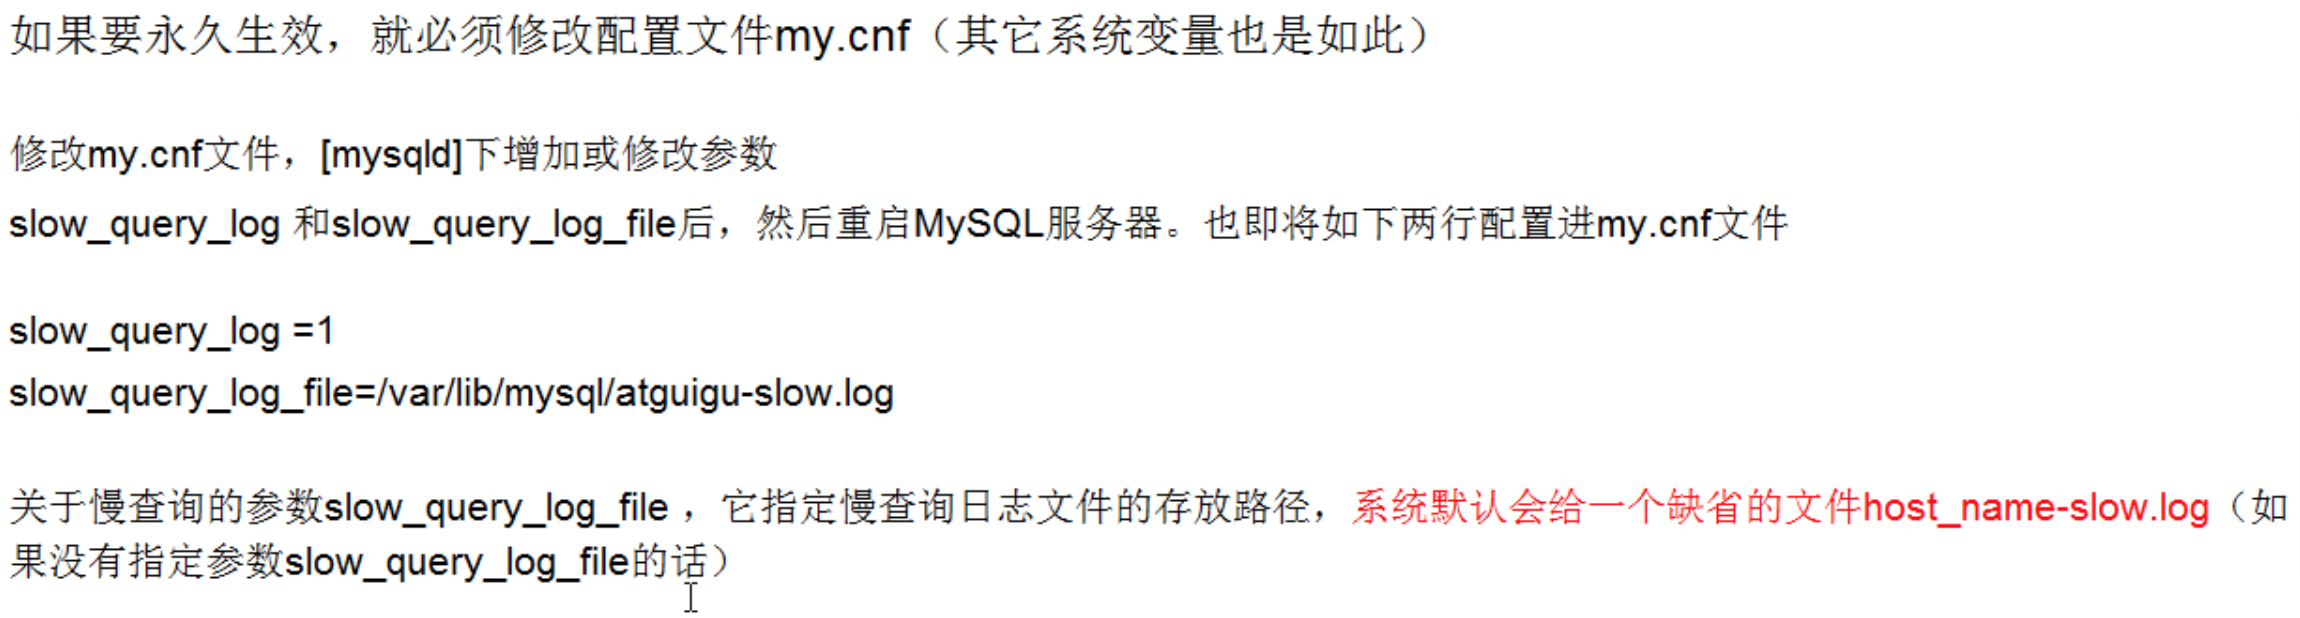 如果要永久生效，就必须修改配置文件my.cnf（其它系统变量也是如此）
修改my.cnf文件，[mysqld]下增加或修改参数
slow_query_log 和slow_query_log_file后，然后重启MySQL服务器。也即将如下两行配置进my.cnf文件
slow_query_log =1
slow_query_log_file=/var/lib/mysql/atguigu-slow.log
关于慢查询的参数slow_query_log_file ，它指定慢查询日志文件的存放路径，系统默认会给一个缺省的文件host_name-slow.log（如
果没有指定参数slow_query_log_file的话）